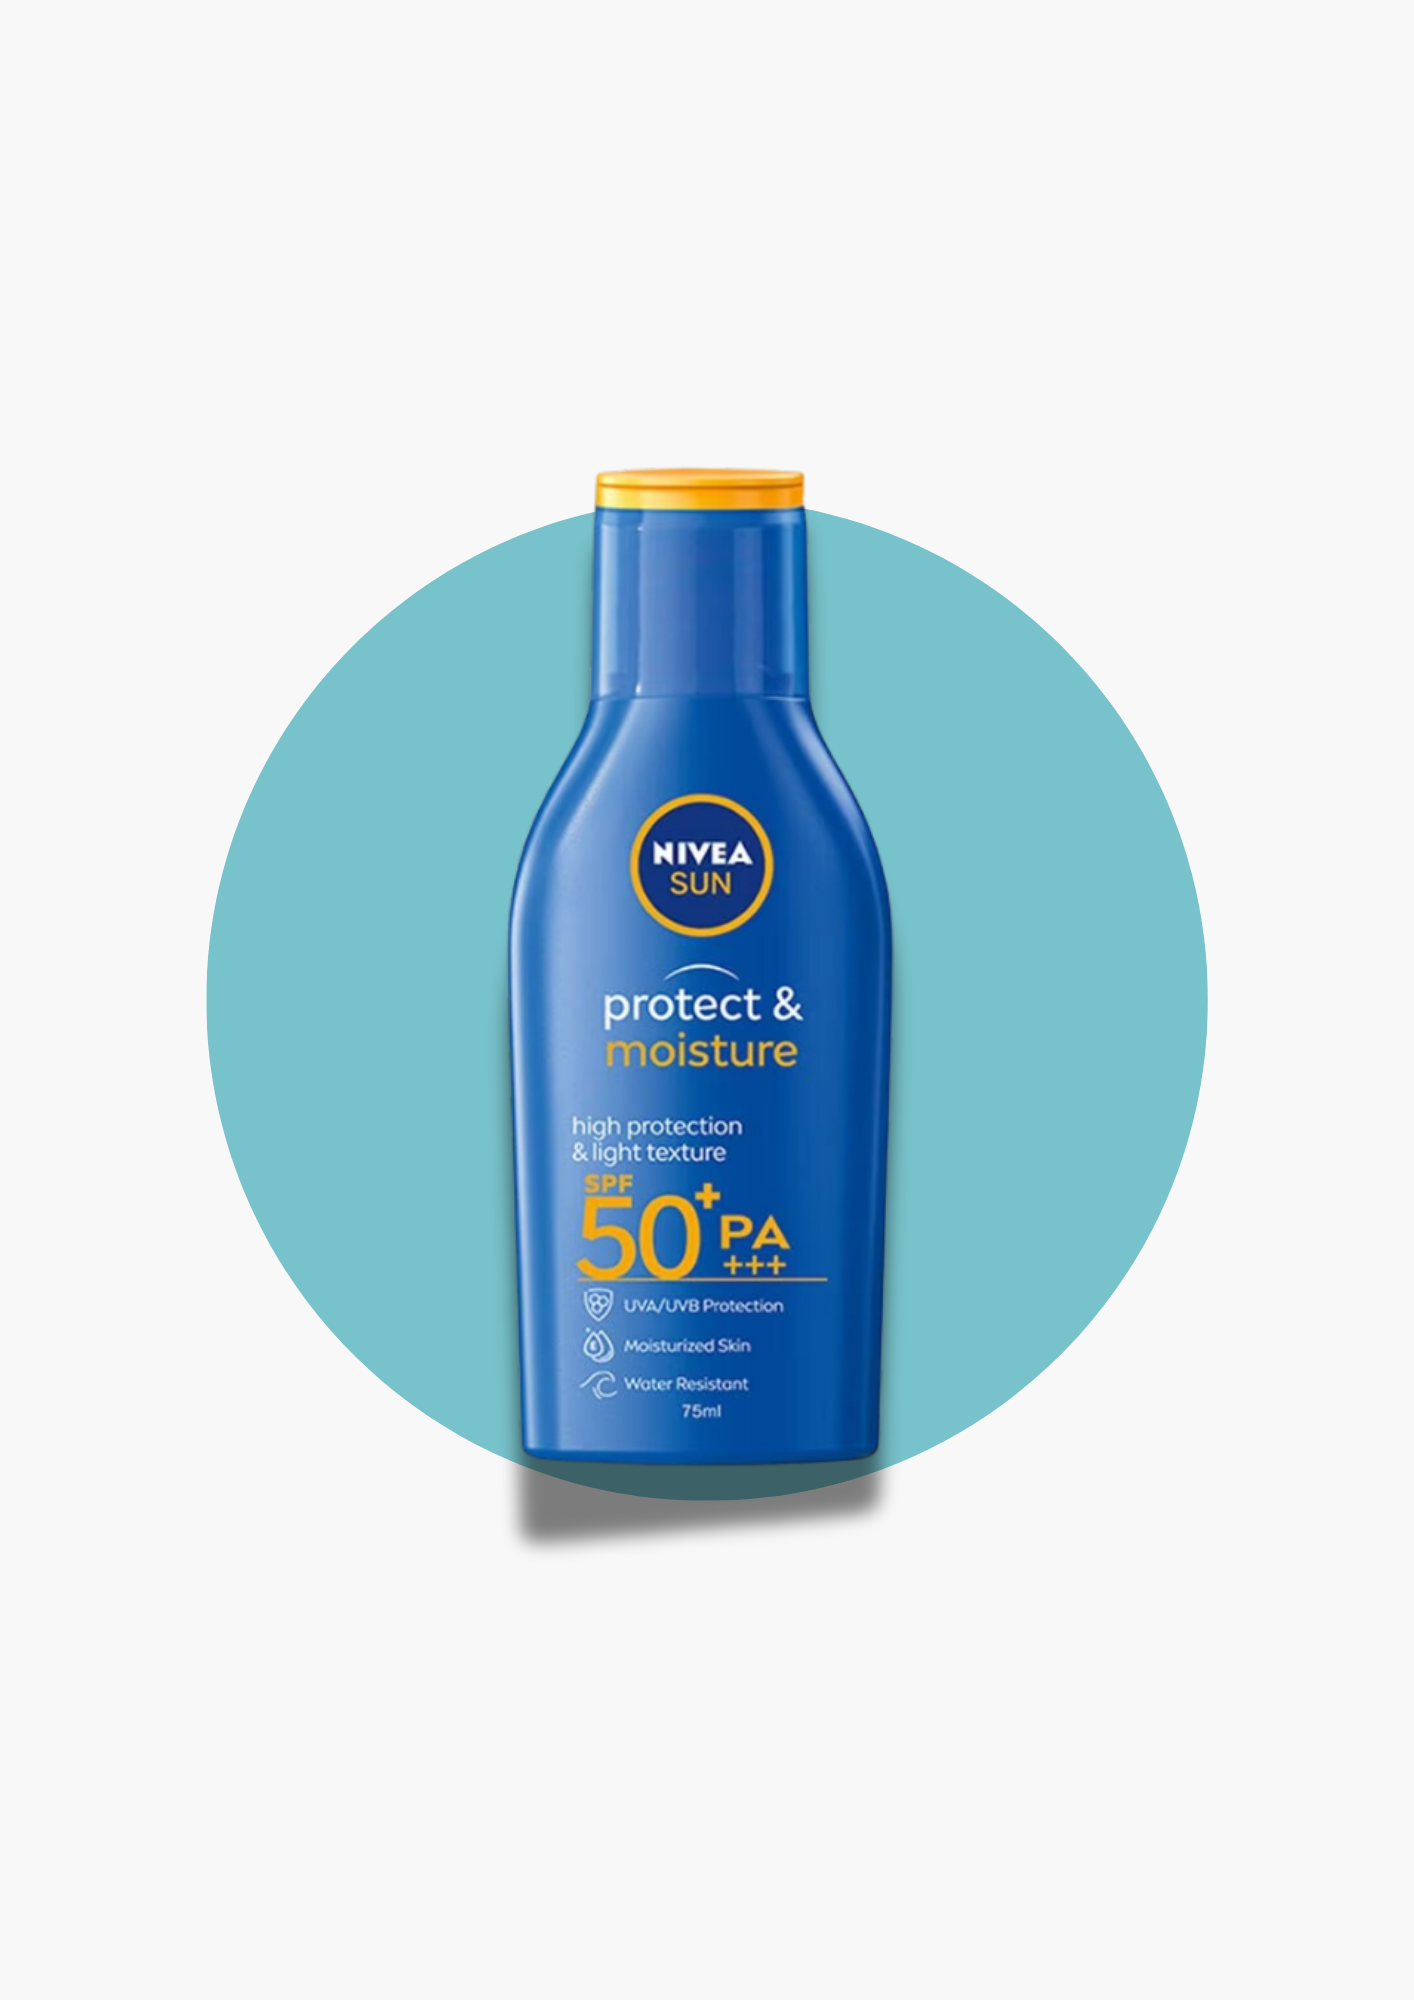 NIVEA
SUN
protect &
moisture
high protection
& light texture
SPF
50+ PA
+++
UVA/UVB Protection
Moisturized Skin
Water Resistant
75ml